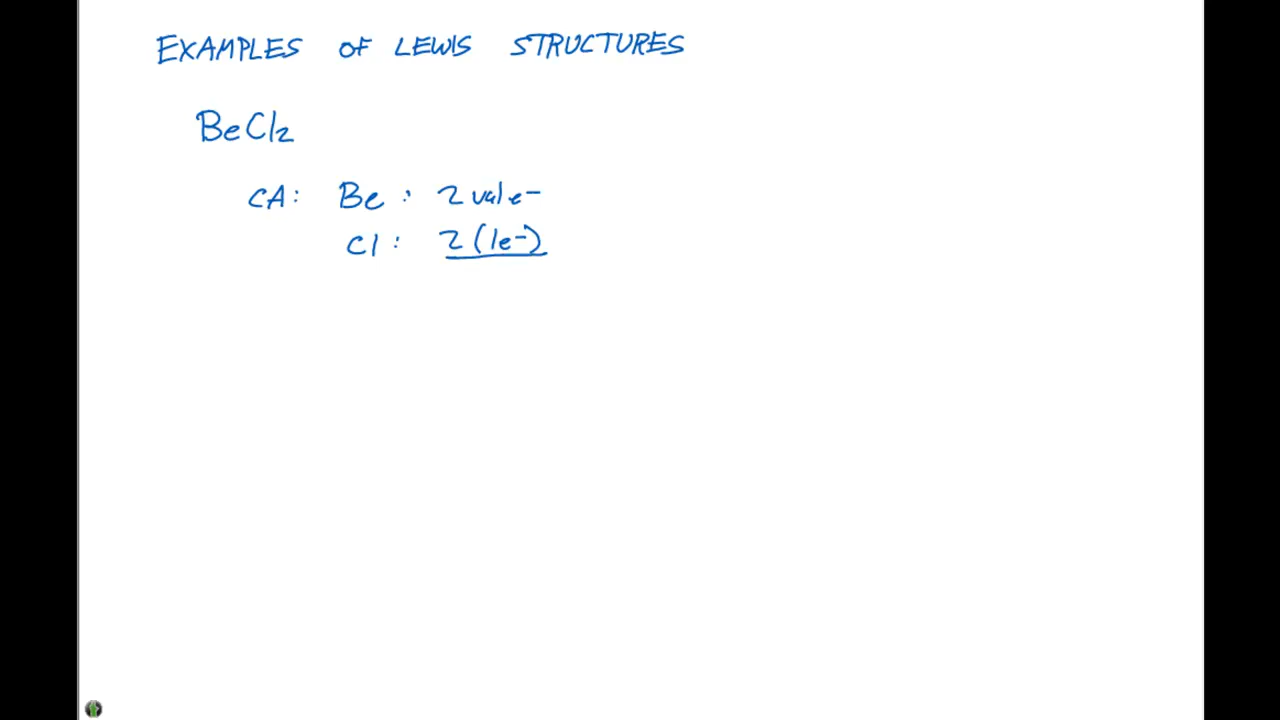 EXAMPLES OF LEWIS STRUCTURES
BeCl2
CA: Be: 2 val e-
Cl: 2(1e-)